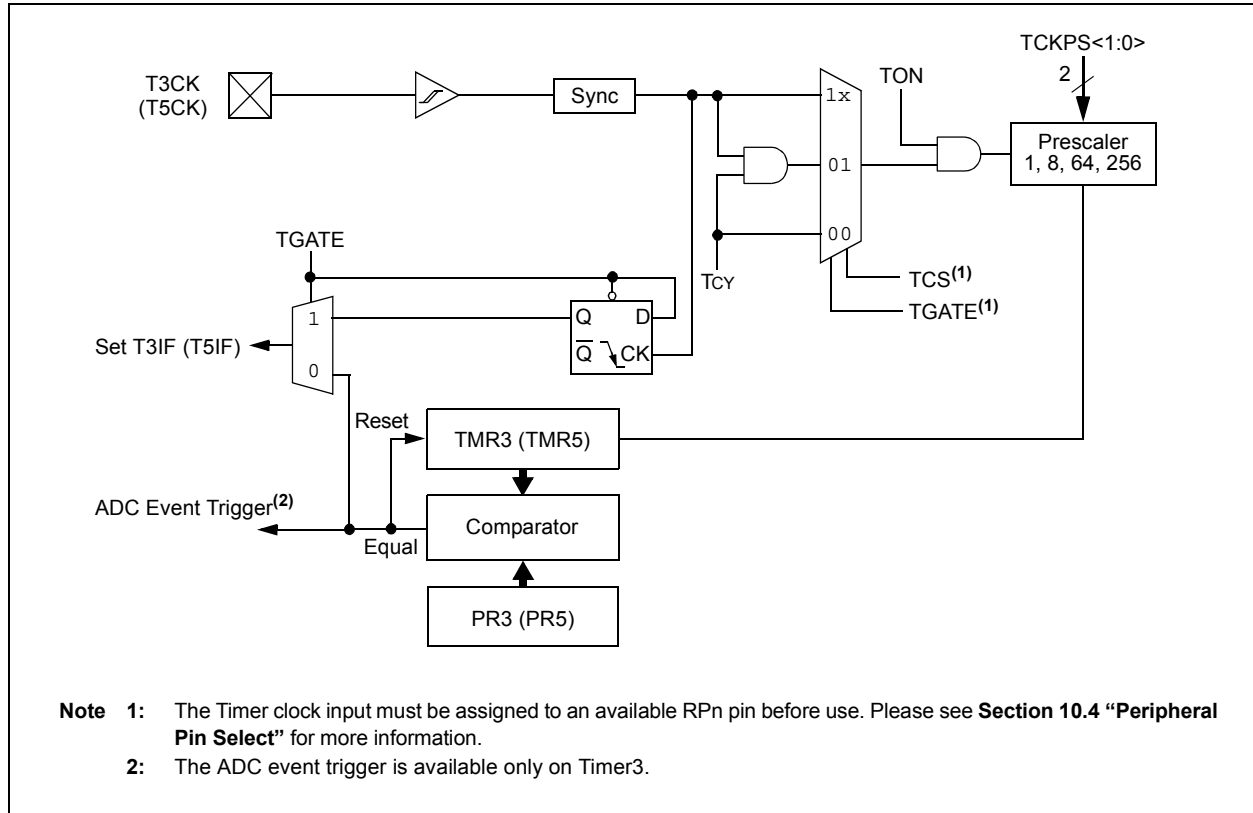 TCKPS<1:0>
2
T3CK
(T5CK)
Sync
TON
1x
Prescaler
1, 8, 64, 256
01
00
TGATE
TCY
TCS(1)
TGATE(1)
1
Q
D
Set T3IF (T5IF)
Q
CK
0
Reset
TMR3 (TMR5)
ADC Event Trigger(2)
Comparator
Equal
PR3 (PR5)
Note 1: The Timer clock input must be assigned to an available RPn pin before use. Please see Section 10.4 “Peripheral
Pin Select” for more information.
2: The ADC event trigger is available only on Timer3.